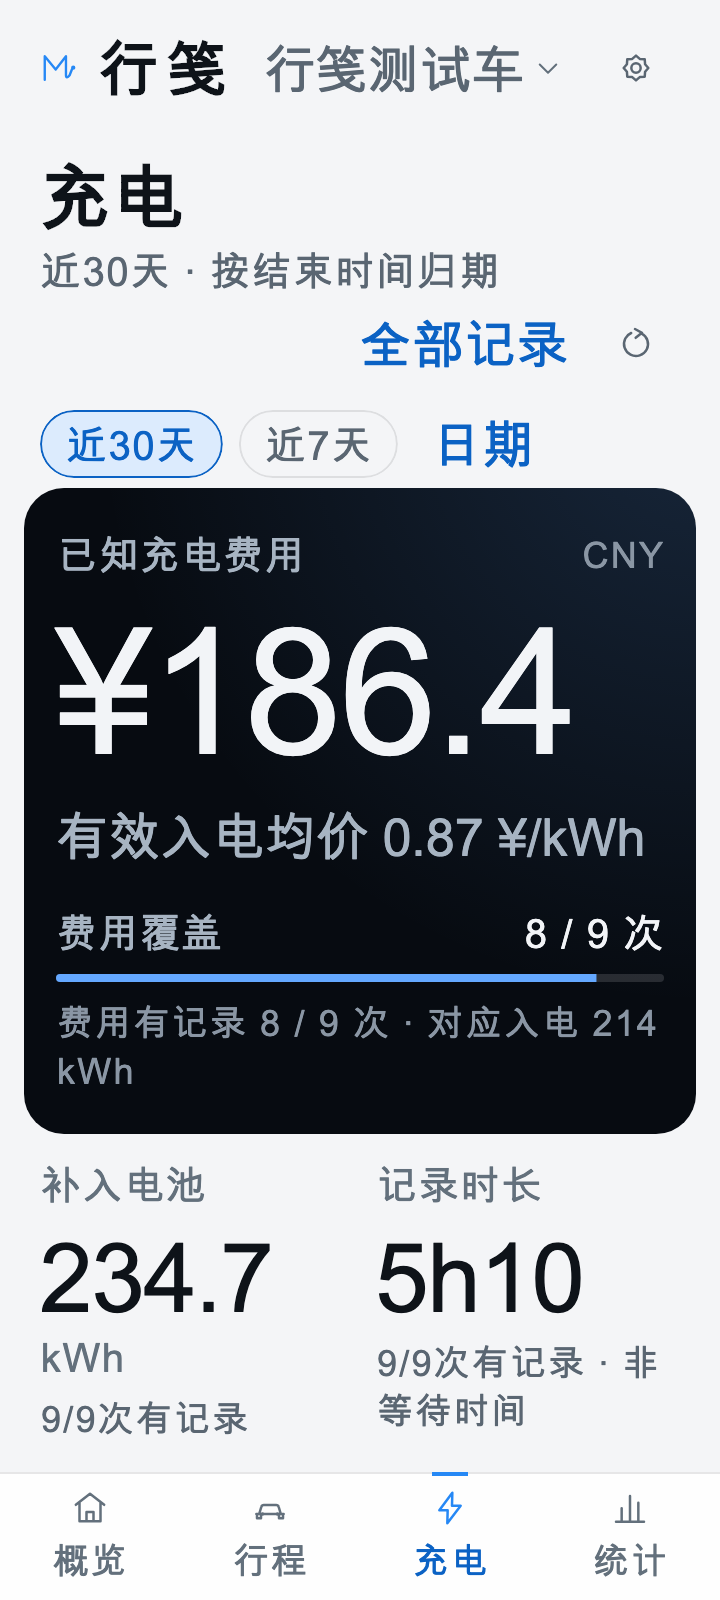 行笺 行笺测试车
充电
近30天 · 按结束时间归期
全部记录
近30天 近7天 日期
已知充电费用 CNY
¥186.4
有效入电均价 0.87 ¥/kWh
费用覆盖 8 / 9 次
费用有记录 8 / 9 次 · 对应入电 214
kWh
补入电池 记录时长
234.7 5h10
kWh
9/9次有记录 · 非
等待时间
9/9次有记录
概览 行程 充电 统计